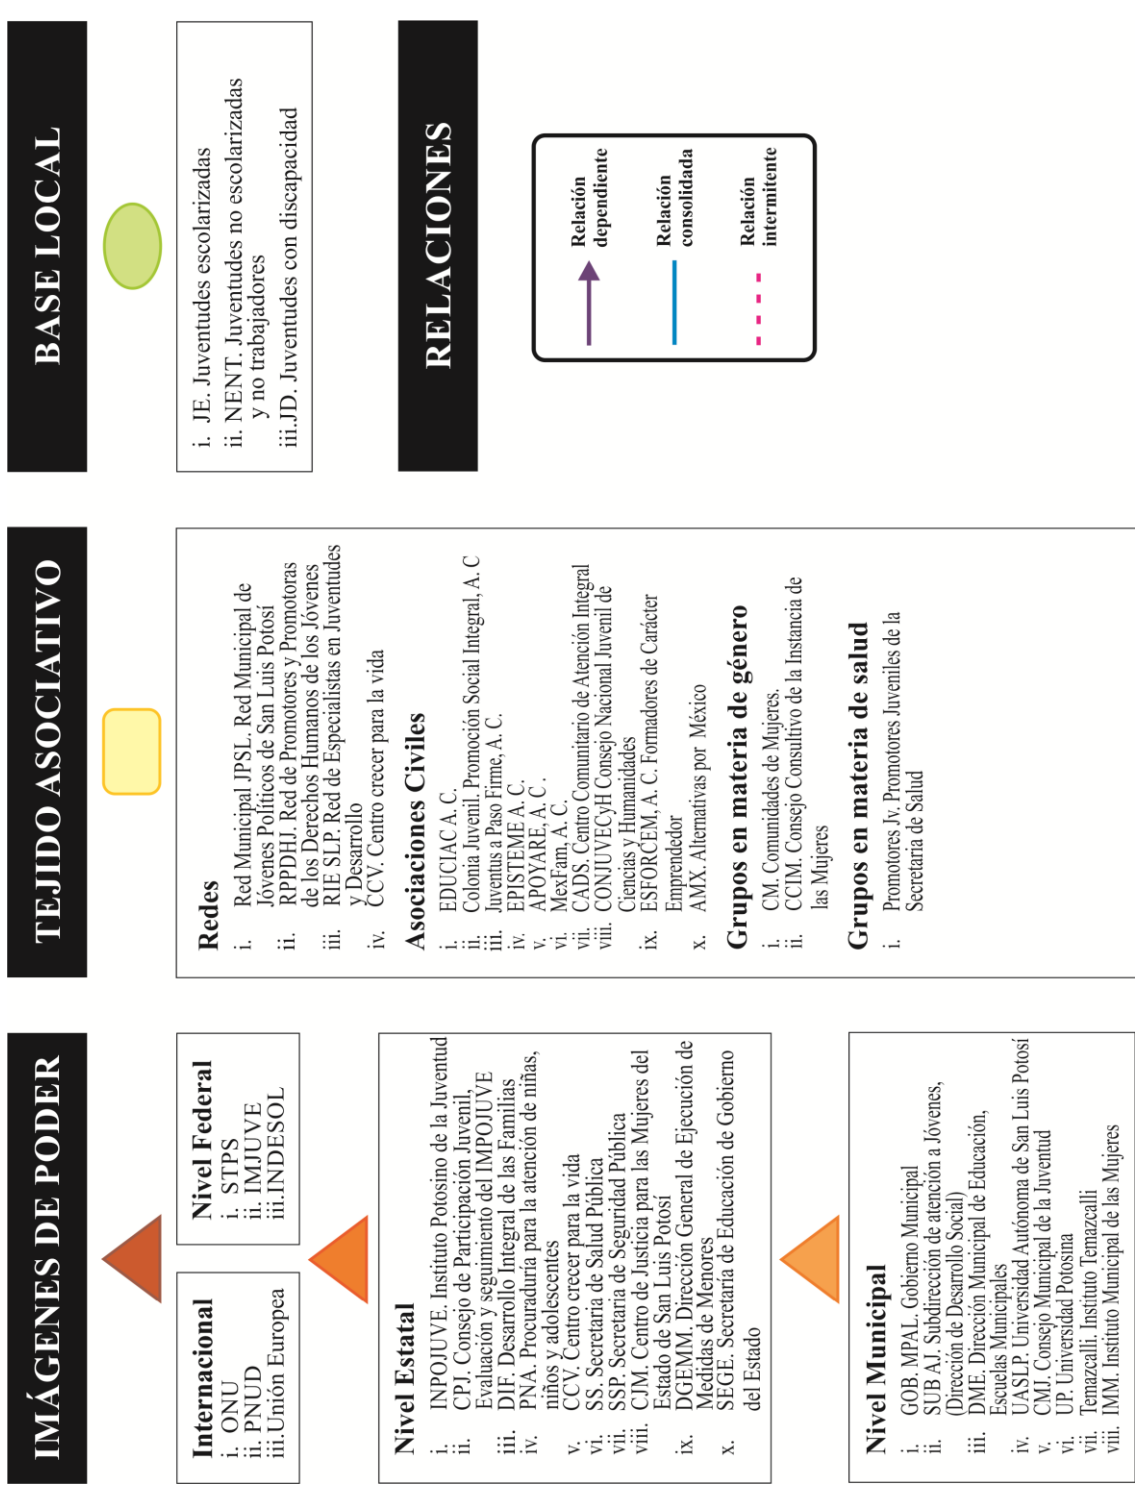 IMÁGENES DE PODER
Internacional
i. ONU
ii. PNUD
iii.Unión Europea
Nivel Federal
i. STPS
ii. IMJUVE
iii.INDESOL
Nivel Estatal
i. INPOJUVE. Instituto Potosino de la Juventud
ii. CPJ. Consejo de Participación Juvenil,
Evaluación y seguimiento del IMPOJUVE
iii. DIF. Desarrollo Integral de las Familias
iv. PNA. Procuraduría para la atención de niñas,
niños y adolescentes
v. CCV. Centro crecer para la vida
vi. SS. Secretaria de Salud Pública
vii. SSP. Secretaria de Seguridad Pública
viii. CJM. Centro de Justicia para las Mujeres del
Estado de San Luis Potosí
ix. DGEMM. Dirección General de Ejecución de
Medidas de Menores
x. SEGE. Secretaría de Educación de Gobierno
del Estado
Nivel Municipal
i. GOB. MPAL. Gobierno Municipal
ii. SUB AJ. Subdirección de atención a Jóvenes,
(Dirección de Desarrollo Social)
iii. DME. Dirección Municipal de Educación,
Escuelas Municipales
iv. UASLP. Universidad Autónoma de San Luis Potosí
v. CMJ. Consejo Municipal de la Juventud
vi. UP. Universidad Potosina
vii. Temazcalli. Instituto Temazcalli
viii. IMM. Instituto Municipal de las Mujeres
TEJIDO ASOCIATIVO
Redes
i. Red Municipal JPSL. Red Municipal de
Jóvenes Políticos de San Luis Potosí
ii. RPPDHJ. Red de Promotores y Promotoras
de los Derechos Humanos de los Jóvenes
iii. RIE SLP. Red de Especialistas en Juventudes
y Desarrollo
iv. CCV. Centro crecer para la vida
Asociaciones Civiles
i. EDUCIAC A. C.
ii. Colonia Juvenil. Promoción Social Integral, A. C
iii. Juventus a Paso Firme, A. C.
iv. EPISTEME A. C.
v. APOYARE, A. C .
vi. MexFam, A. C.
vii. CADS. Centro Comunitario de Atención Integral
viii. CONJUVECyH Consejo Nacional Juvenil de
Ciencias y Humanidades
ix. ESFORCEM, A. C. Formadores de Carácter
Emprendedor
x. AMX. Alternativas por México
Grupos en materia de género
i. CM. Comunidades de Mujeres.
ii. CCIM. Consejo Consultivo de la Instancia de
las Mujeres
Grupos en materia de salud
i. Promotores Jv. Promotores Juveniles de la
Secretaria de Salud
BASE LOCAL
i. JE. Juventudes escolarizadas
ii. NENT. Juventudes no escolarizadas
y no trabajadores
iii.JD. Juventudes con discapacidad
RELACIONES
Relación
dependiente
Relación
consolidada
Relación
intermitente